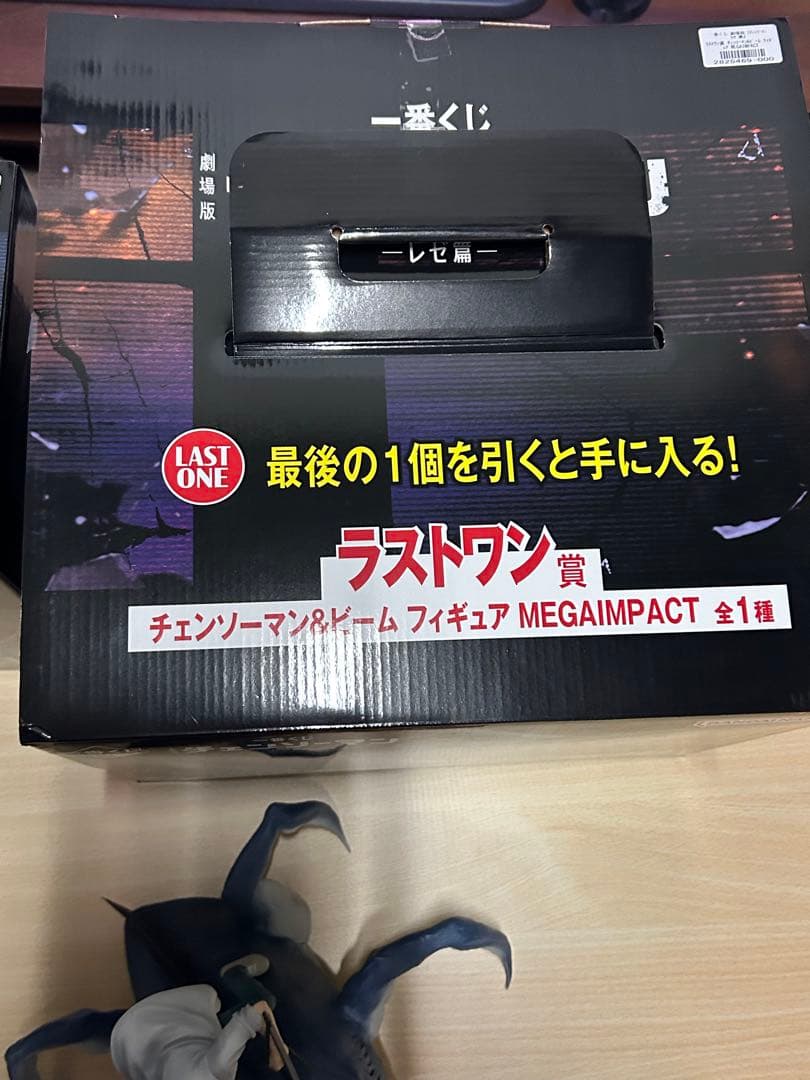 一番くじ
劇場版
―レゼ篇―
LAST
ONE
最後の1個を引くと手に入る!
ラストワン賞
チェンソーマン&ビーム フィギュア MEGAIMPACT 全1種
2825469-000